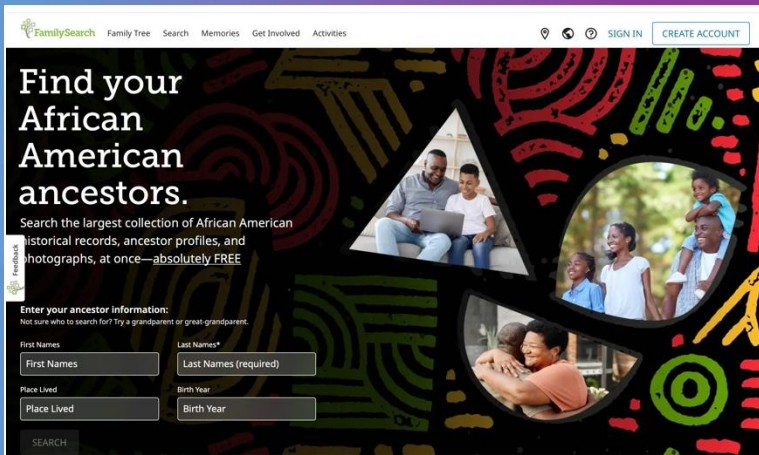 FamilySearch Family Tree Search Memories Get Involved Activities SIGN IN CREATE ACCOUNT
Find your
African
American
ancestors.
Search the largest collection of African American
historical records, ancestor profiles, and
photographs, at once—absolutely FREE
Feedback
Enter your ancestor information:
Not sure who to search for? Try a grandparent or great-grandparent.
First Names Last Names*
First Names Last Names (required)
Place Lived Birth Year
Place Lived Birth Year
SEARCH